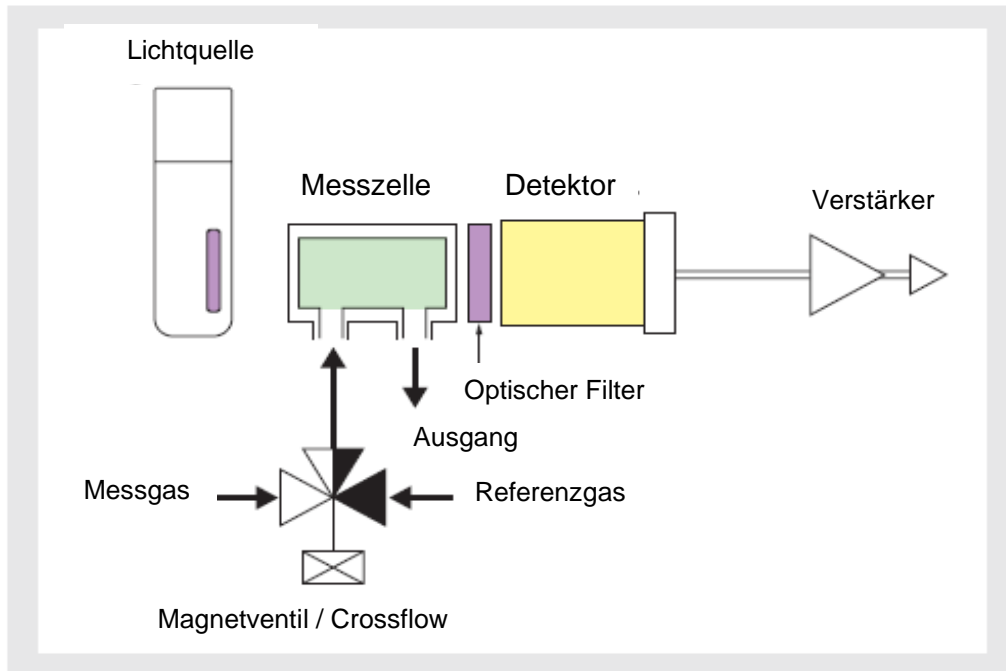 Lichtquelle
Messzelle
Detektor
Verstärker
Optischer Filter
Ausgang
Messgas
Referenzgas
Magnetventil / Crossflow